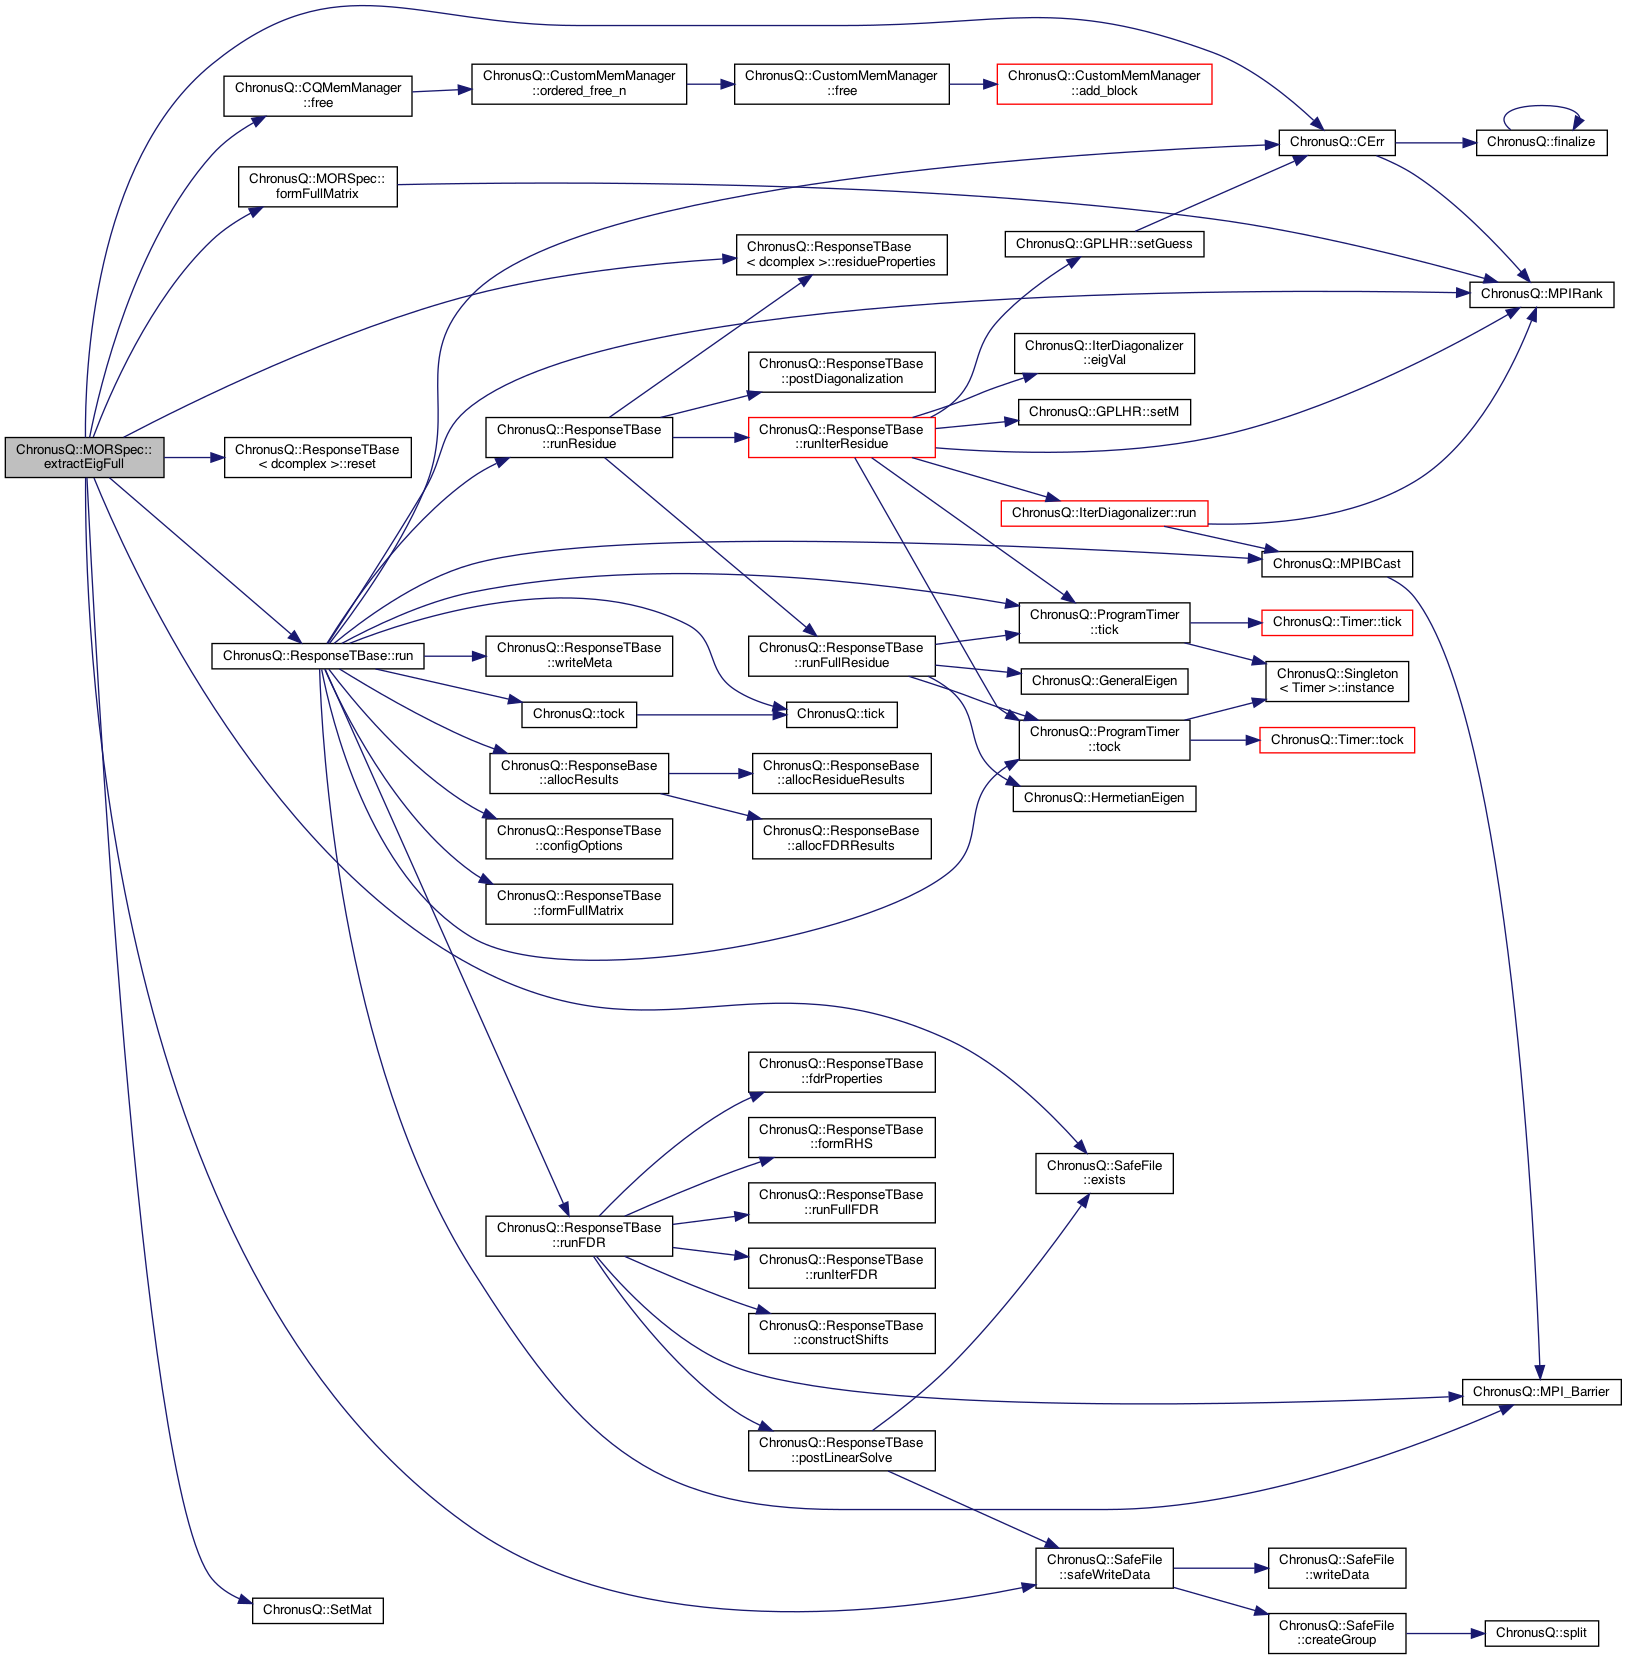 ChronusQ::MORSpec::
extractEigFull
ChronusQ::CQMemManager
::free
ChronusQ::CustomMemManager
::ordered_free_n
ChronusQ::CustomMemManager
::free
ChronusQ::CustomMemManager
::add_block
ChronusQ::CErr
ChronusQ::finalize
ChronusQ::MORSpec::
formFullMatrix
ChronusQ::ResponseTBase
< dcomplex >::residueProperties
ChronusQ::GPLHR::setGuess
ChronusQ::MPIRank
ChronusQ::IterDiagonalizer
::eigVal
ChronusQ::ResponseTBase
::postDiagonalization
ChronusQ::GPLHR::setM
ChronusQ::ResponseTBase
::runResidue
ChronusQ::ResponseTBase
::runIterResidue
ChronusQ::ResponseTBase
< dcomplex >::reset
ChronusQ::IterDiagonalizer::run
ChronusQ::MPIBCast
ChronusQ::ProgramTimer
::tick
ChronusQ::Timer::tick
ChronusQ::ResponseTBase::run
ChronusQ::ResponseTBase
::writeMeta
ChronusQ::ResponseTBase
::runFullResidue
ChronusQ::GeneralEigen
ChronusQ::Singleton
< Timer >::instance
ChronusQ::tock
ChronusQ::tick
ChronusQ::ProgramTimer
::tock
ChronusQ::Timer::tock
ChronusQ::ResponseBase
::allocResults
ChronusQ::ResponseBase
::allocResidueResults
ChronusQ::HermetianEigen
ChronusQ::ResponseTBase
::configOptions
ChronusQ::ResponseBase
::allocFDRResults
ChronusQ::ResponseTBase
::formFullMatrix
ChronusQ::ResponseTBase
::fdrProperties
ChronusQ::ResponseTBase
::formRHS
ChronusQ::SafeFile
::exists
ChronusQ::ResponseTBase
::runFullFDR
ChronusQ::ResponseTBase
::runFDR
ChronusQ::ResponseTBase
::runIterFDR
ChronusQ::ResponseTBase
::constructShifts
ChronusQ::MPI_Barrier
ChronusQ::ResponseTBase
::postLinearSolve
ChronusQ::SafeFile
::safeWriteData
ChronusQ::SafeFile
::writeData
ChronusQ::SetMat
ChronusQ::SafeFile
::createGroup
ChronusQ::split